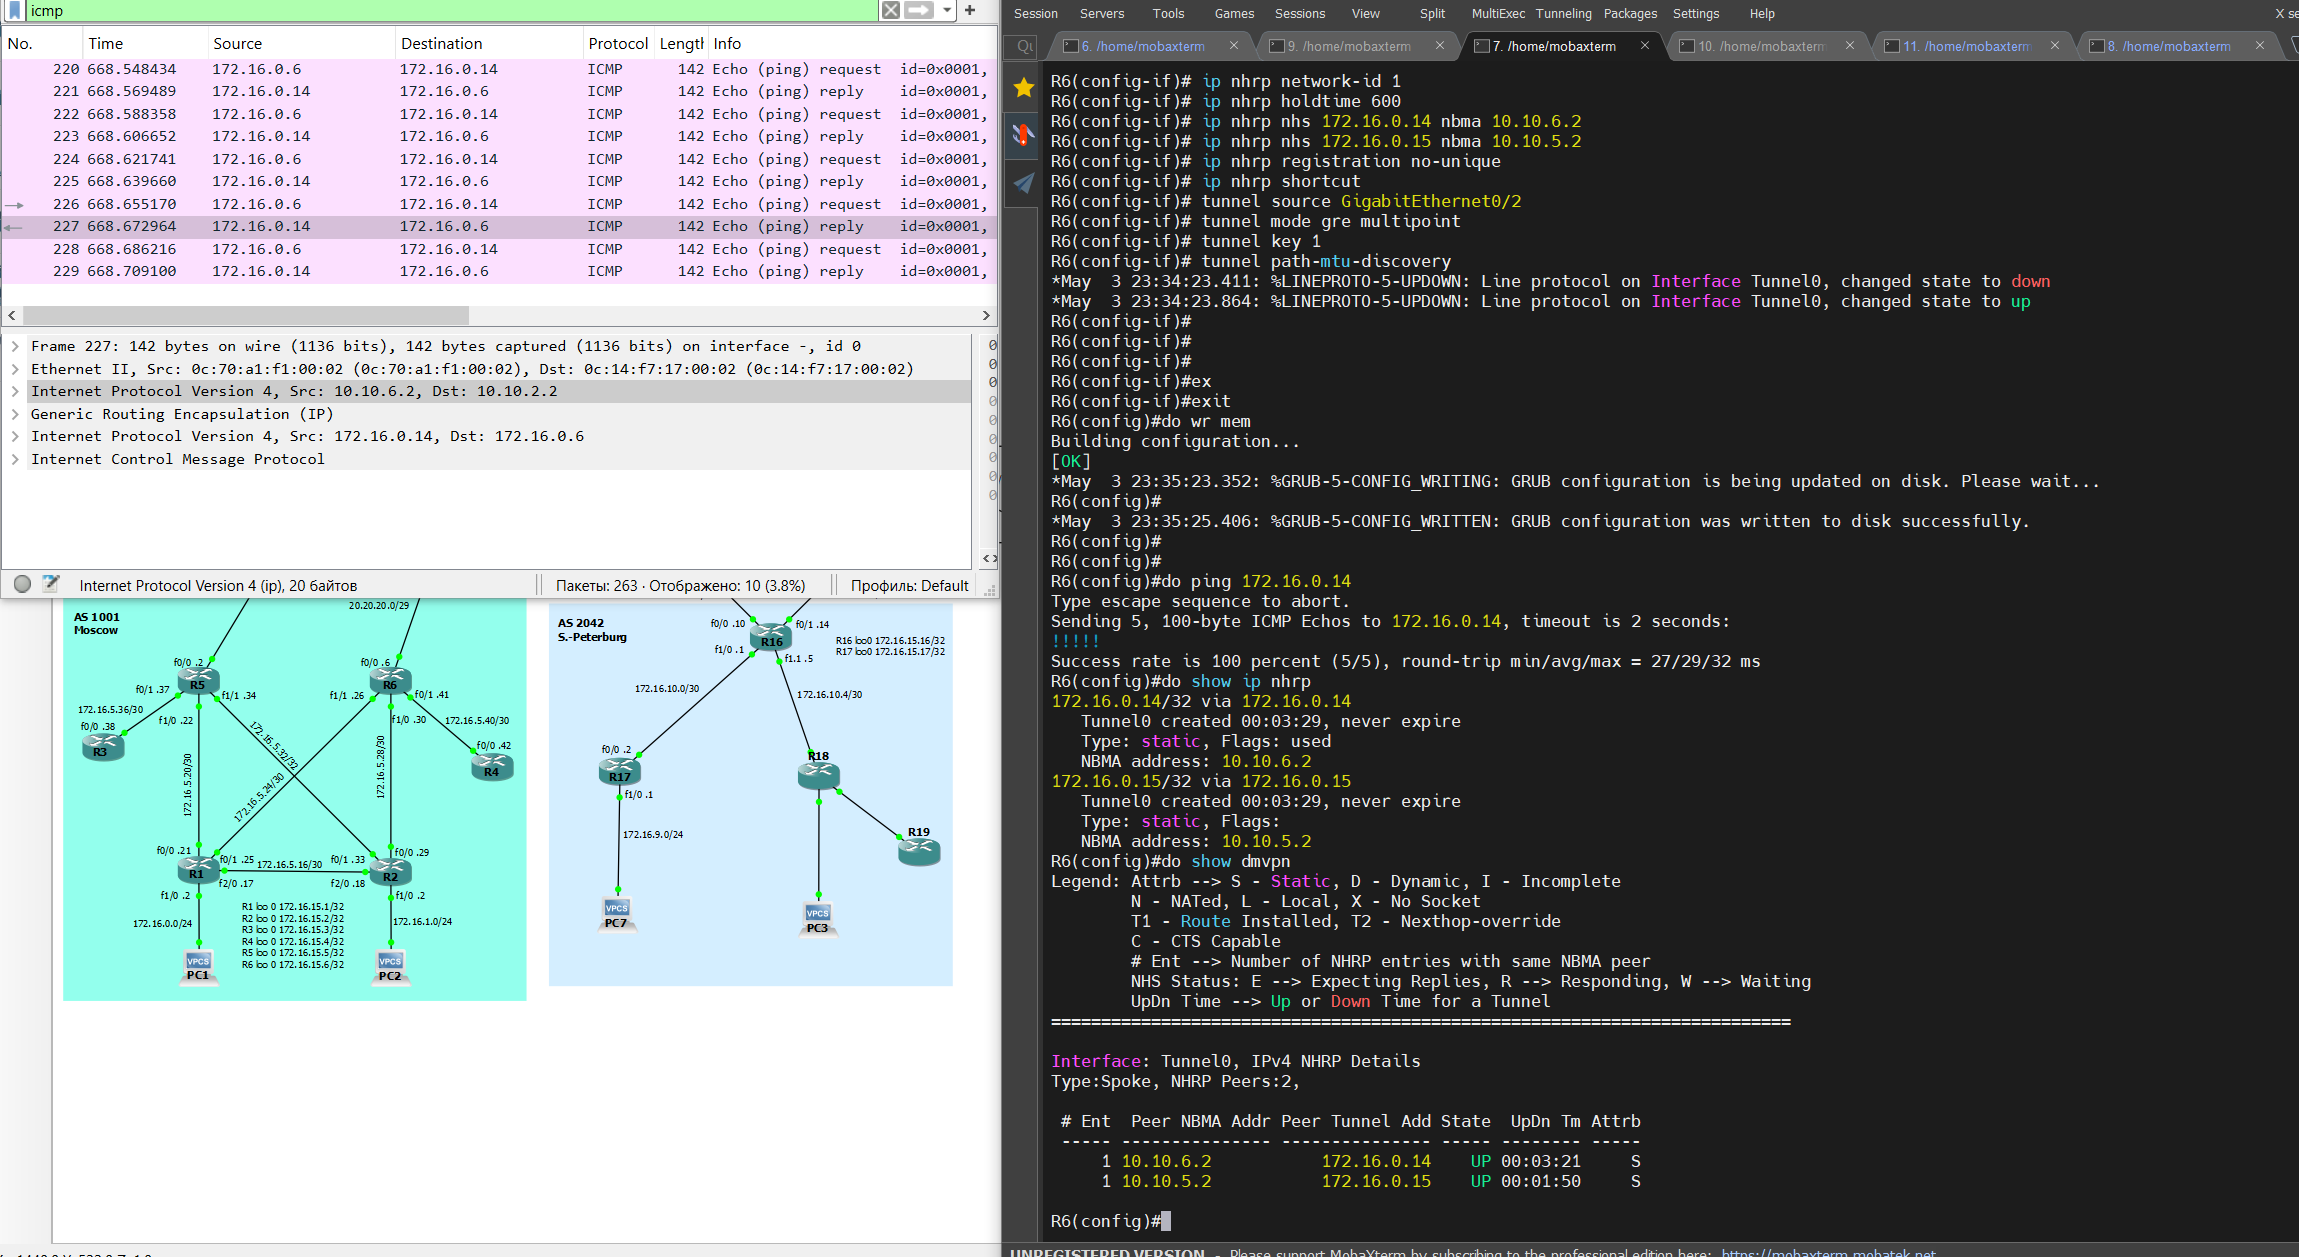 icmp
No. Time Source Destination Protocol Lengtł Info
220 668.548434 172.16.0.6 172.16.0.14 ICMP 142 Echo (ping) request id=0x0001,
221 668.569489 172.16.0.14 172.16.0.6 ICMP 142 Echo (ping) reply id=0x0001,
222 668.588358 172.16.0.6 172.16.0.14 ICMP 142 Echo (ping) request id=0x0001,
223 668.606652 172.16.0.14 172.16.0.6 ICMP 142 Echo (ping) reply id=0x0001,
224 668.621741 172.16.0.6 172.16.0.14 ICMP 142 Echo (ping) request id=0x0001,
225 668.639660 172.16.0.14 172.16.0.6 ICMP 142 Echo (ping) reply id=0x0001,
226 668.655170 172.16.0.6 172.16.0.14 ICMP 142 Echo (ping) request id=0x0001,
227 668.672964 172.16.0.14 172.16.0.6 ICMP 142 Echo (ping) reply id=0x0001,
228 668.686216 172.16.0.6 172.16.0.14 ICMP 142 Echo (ping) request id=0x0001,
229 668.709100 172.16.0.14 172.16.0.6 ICMP 142 Echo (ping) reply id=0x0001,
Frame 227: 142 bytes on wire (1136 bits), 142 bytes captured (1136 bits) on interface -, id 0
Ethernet II, Src: 0c:70:a1:f1:00:02 (0c:70:a1:f1:00:02), Dst: 0c:14:f7:17:00:02 (0c:14:f7:17:00:02)
Internet Protocol Version 4, Src: 10.10.6.2, Dst: 10.10.2.2
Generic Routing Encapsulation (IP)
Internet Protocol Version 4, Src: 172.16.0.14, Dst: 172.16.0.6
Internet Control Message Protocol
Internet Protocol Version 4 (ip), 20 байтов
Пакеты: 263 · Отображено: 10 (3.8%)
Профиль: Default
20.20.20.0/29
AS 1001
Moscow
f0/0 .2
R5
f0/1 .37
f1/1 .34
172.16.5.36/30
f0/0 .38
R3
f1/0 .22
f0/0 .6
R6
f1/1 .26
f0/1 .41
f1/0 .30
172.16.5.40/30
f0/0 .42
R4
172.16.5.20/30
172.16.5.32/32
172.16.5.24/30
172.16.5.28/30
f0/0 .21
f0/1 .25
172.16.5.16/30
f0/1 .33
f0/0 .29
R1
f2/0 .17
f2/0 .18
R2
f1/0 .2
f1/0 .2
172.16.0.0/24
172.16.1.0/24
R1 loo 0 172.16.15.1/32
R2 loo 0 172.16.15.2/32
R3 loo 0 172.16.15.3/32
R4 loo 0 172.16.15.4/32
R5 loo 0 172.16.15.5/32
R6 loo 0 172.16.15.6/32
VPCS
PC1
VPCS
PC2
AS 2042
S.-Peterburg
f0/0 .10
f0/1 .14
R16
R16 loo0 172.16.15.16/32
R17 loo0 172.16.15.17/32
f1/0 .1
f1.1 .5
172.16.10.0/30
172.16.10.4/30
f0/0 .2
R17
R18
f1/0 .1
172.16.9.0/24
R19
VPCS
PC7
VPCS
PC3
Session Servers Tools Games Sessions View Split MultiExec Tunneling Packages Settings Help
X se
Qu
6. /home/mobaxterm
9. /home/mobaxterm
7. /home/mobaxterm
10. /home/mobaxterm
11. /home/mobaxterm
8. /home/mobaxterm
R6(config-if)# ip nhrp network-id 1
R6(config-if)# ip nhrp holdtime 600
R6(config-if)# ip nhrp nhs 172.16.0.14 nbma 10.10.6.2
R6(config-if)# ip nhrp nhs 172.16.0.15 nbma 10.10.5.2
R6(config-if)# ip nhrp registration no-unique
R6(config-if)# ip nhrp shortcut
R6(config-if)# tunnel source GigabitEthernet0/2
R6(config-if)# tunnel mode gre multipoint
R6(config-if)# tunnel key 1
R6(config-if)# tunnel path-mtu-discovery
*May  3 23:34:23.411: %LINEPROTO-5-UPDOWN: Line protocol on Interface Tunnel0, changed state to down
*May  3 23:34:23.864: %LINEPROTO-5-UPDOWN: Line protocol on Interface Tunnel0, changed state to up
R6(config-if)#
R6(config-if)#
R6(config-if)#
R6(config-if)#ex
R6(config-if)#exit
R6(config)#do wr mem
Building configuration...
[OK]
*May  3 23:35:23.352: %GRUB-5-CONFIG_WRITING: GRUB configuration is being updated on disk. Please wait...
R6(config)#
*May  3 23:35:25.406: %GRUB-5-CONFIG_WRITTEN: GRUB configuration was written to disk successfully.
R6(config)#
R6(config)#
R6(config)#do ping 172.16.0.14
Type escape sequence to abort.
Sending 5, 100-byte ICMP Echos to 172.16.0.14, timeout is 2 seconds:
!!!!!
Success rate is 100 percent (5/5), round-trip min/avg/max = 27/29/32 ms
R6(config)#do show ip nhrp
172.16.0.14/32 via 172.16.0.14
Tunnel0 created 00:03:29, never expire
Type: static, Flags: used
NBMA address: 10.10.6.2
172.16.0.15/32 via 172.16.0.15
Tunnel0 created 00:03:29, never expire
Type: static, Flags:
NBMA address: 10.10.5.2
R6(config)#do show dmvpn
Legend: Attrb --> S - Static, D - Dynamic, I - Incomplete
N - NATed, L - Local, X - No Socket
T1 - Route Installed, T2 - Nexthop-override
C - CTS Capable
# Ent --> Number of NHRP entries with same NBMA peer
NHS Status: E --> Expecting Replies, R --> Responding, W --> Waiting
UpDn Time --> Up or Down Time for a Tunnel
==========================================================================
Interface: Tunnel0, IPv4 NHRP Details
Type:Spoke, NHRP Peers:2,
# Ent  Peer NBMA Addr Peer Tunnel Add State  UpDn Tm Attrb
----- --------------- --------------- ----- -------- -----
1 10.10.6.2 172.16.0.14 UP 00:03:21 S
1 10.10.5.2 172.16.0.15 UP 00:01:50 S
R6(config)#
UNREGISTERED VERSION - Please support MobaXterm by subscribing to the professional edition here: https://mobaxterm.mobatek.net